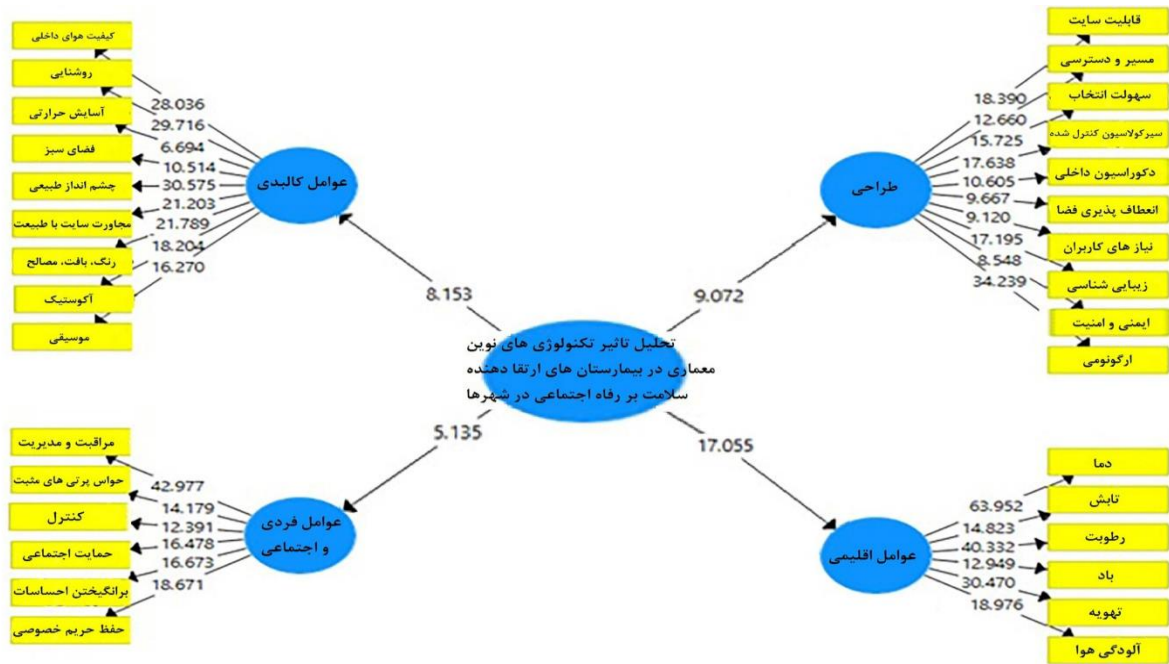 کیفیت هوای داخلی
روشنایی
آسایش حرارتی
فضای سبز
چشم انداز طبیعی
مجاورت سایت با طبیعت
رنگ، بافت، مصالح
آکوستیک
موسیقی
28.036
29.716
6.694
10.514
30.575
21.203
21.789
18.204
16.270
عوامل کالبدی
8.153
قابلیت سایت
مسیر و دسترسی
سهولت انتخاب
سیرکولاسیون کنترل شده
دکوراسیون داخلی
انعطاف پذیری فضا
نیاز های کاربران
زیبایی شناسی
ایمنی و امنیت
ارگونومی
18.390
12.660
15.725
17.638
10.605
9.667
9.120
17.195
8.548
34.239
طراحی
9.072
تحلیل تاثیر تکنولوژی های نوین
معماری در بیمارستان های ارتقا دهنده
سلامت بر رفاه اجتماعی در شهرها
5.135
17.055
مراقبت و مدیریت
حواس پرتی های مثبت
کنترل
حمایت اجتماعی
برانگیختن احساسات
حفظ حریم خصوصی
42.977
14.179
12.391
16.478
16.673
18.671
عوامل فردی
و اجتماعی
دما
تابش
رطوبت
باد
تهویه
آلودگی هوا
63.952
14.823
40.332
12.949
30.470
18.976
عوامل اقلیمی